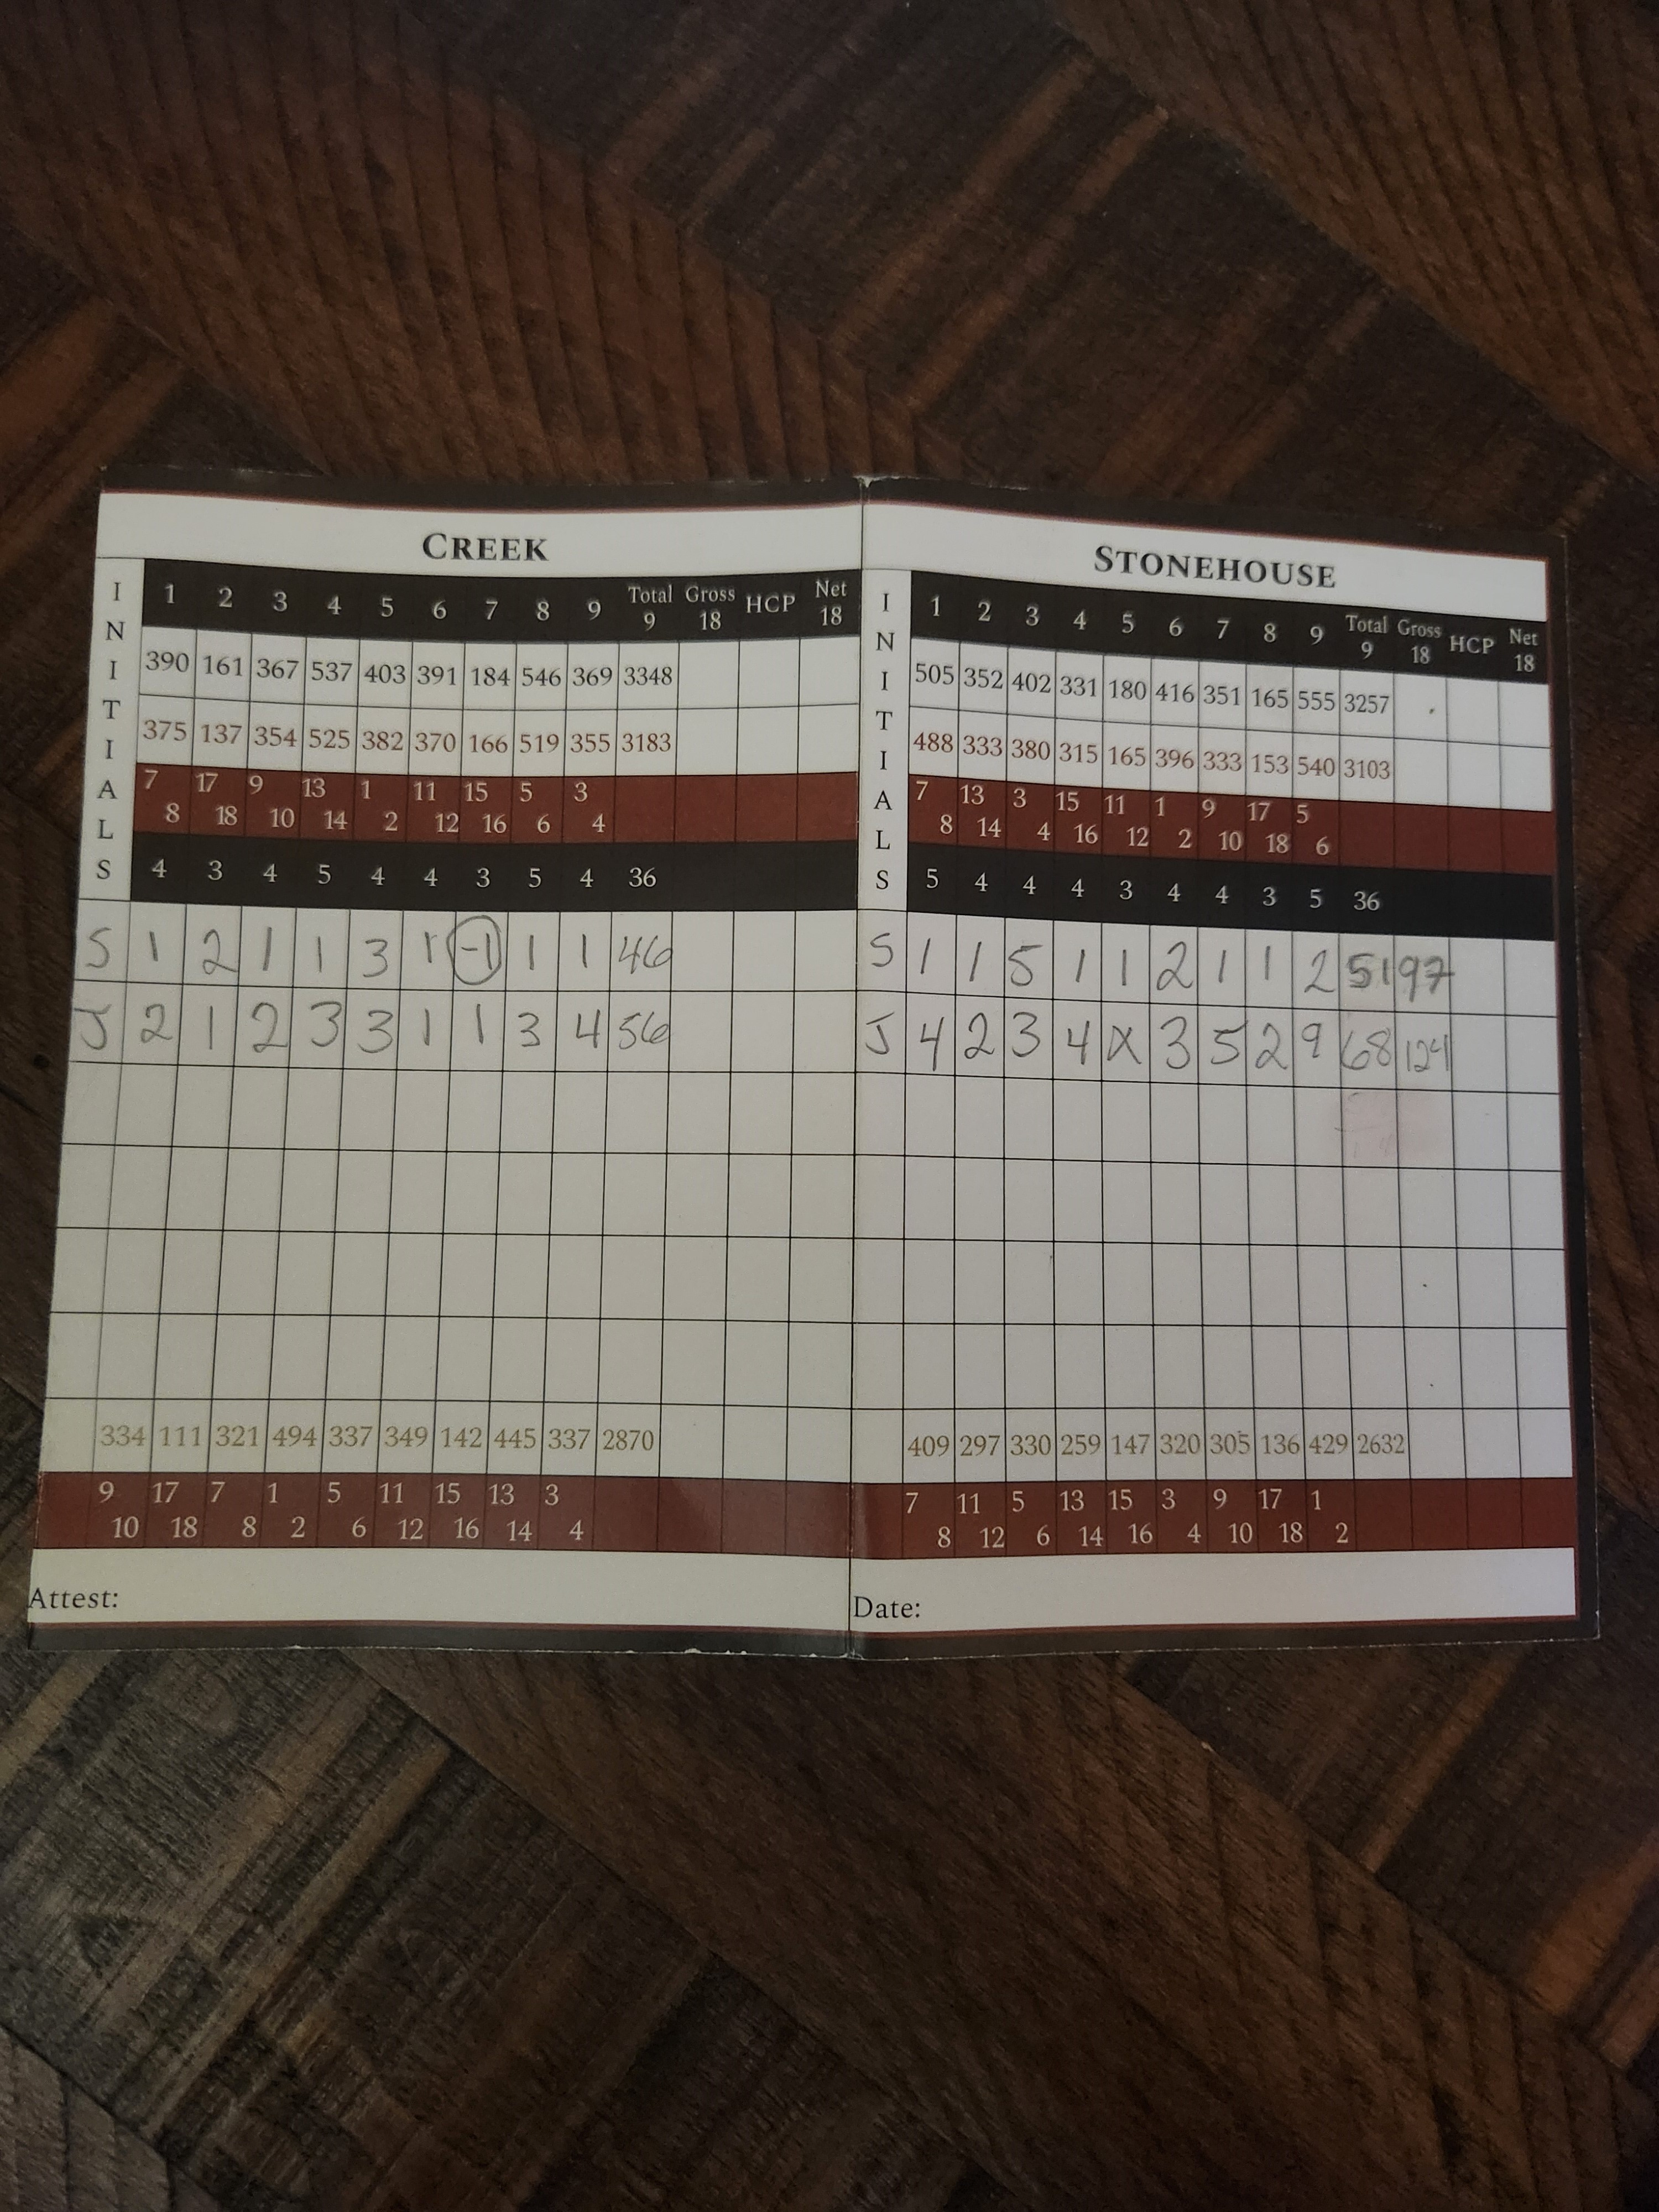 CREEK
INITIALS 1 2 3 4 5 6 7 8 9 Total 9 Gross 18 HCP Net 18
390 161 367 537 403 391 184 546 369 3348
375 137 354 525 382 370 166 519 355 3183
7 17 9 13 1 11 15 5 3
8 18 10 14 2 12 16 6 4
4 3 4 5 4 4 3 5 4 36
S 1 2 1 1 3 1 -1 1 1 46
J 2 1 2 3 3 1 1 3 4 56
334 111 321 494 337 349 142 445 337 2870
9 17 7 1 5 11 15 13 3
10 18 8 2 6 12 16 14 4
Attest:
STONEHOUSE
INITIALS 1 2 3 4 5 6 7 8 9 Total 9 Gross 18 HCP Net 18
505 352 402 331 180 416 351 165 555 3257
488 333 380 315 165 396 333 153 540 3103
7 13 3 15 11 1 9 17 5
8 14 4 16 12 2 10 18 6
5 4 4 4 3 4 4 3 5 36
S 1 1 5 1 1 2 1 1 2 51 97
J 4 2 3 4 X 3 5 2 9 68 124
409 297 330 259 147 320 305 136 429 2632
7 11 5 13 15 3 9 17 1
8 12 6 14 16 4 10 18 2
Date: